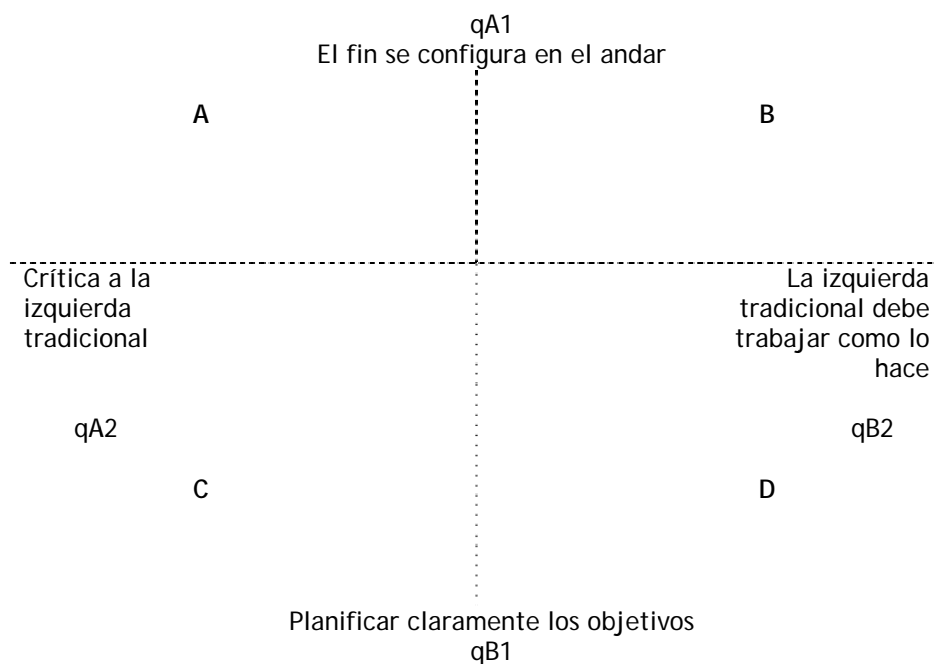 qA1
El fin se configura en el andar
A
B
Crítica a la
izquierda
tradicional
La izquierda
tradicional debe
trabajar como lo
hace
qA2
qB2
C
D
Planificar claramente los objetivos
qB1